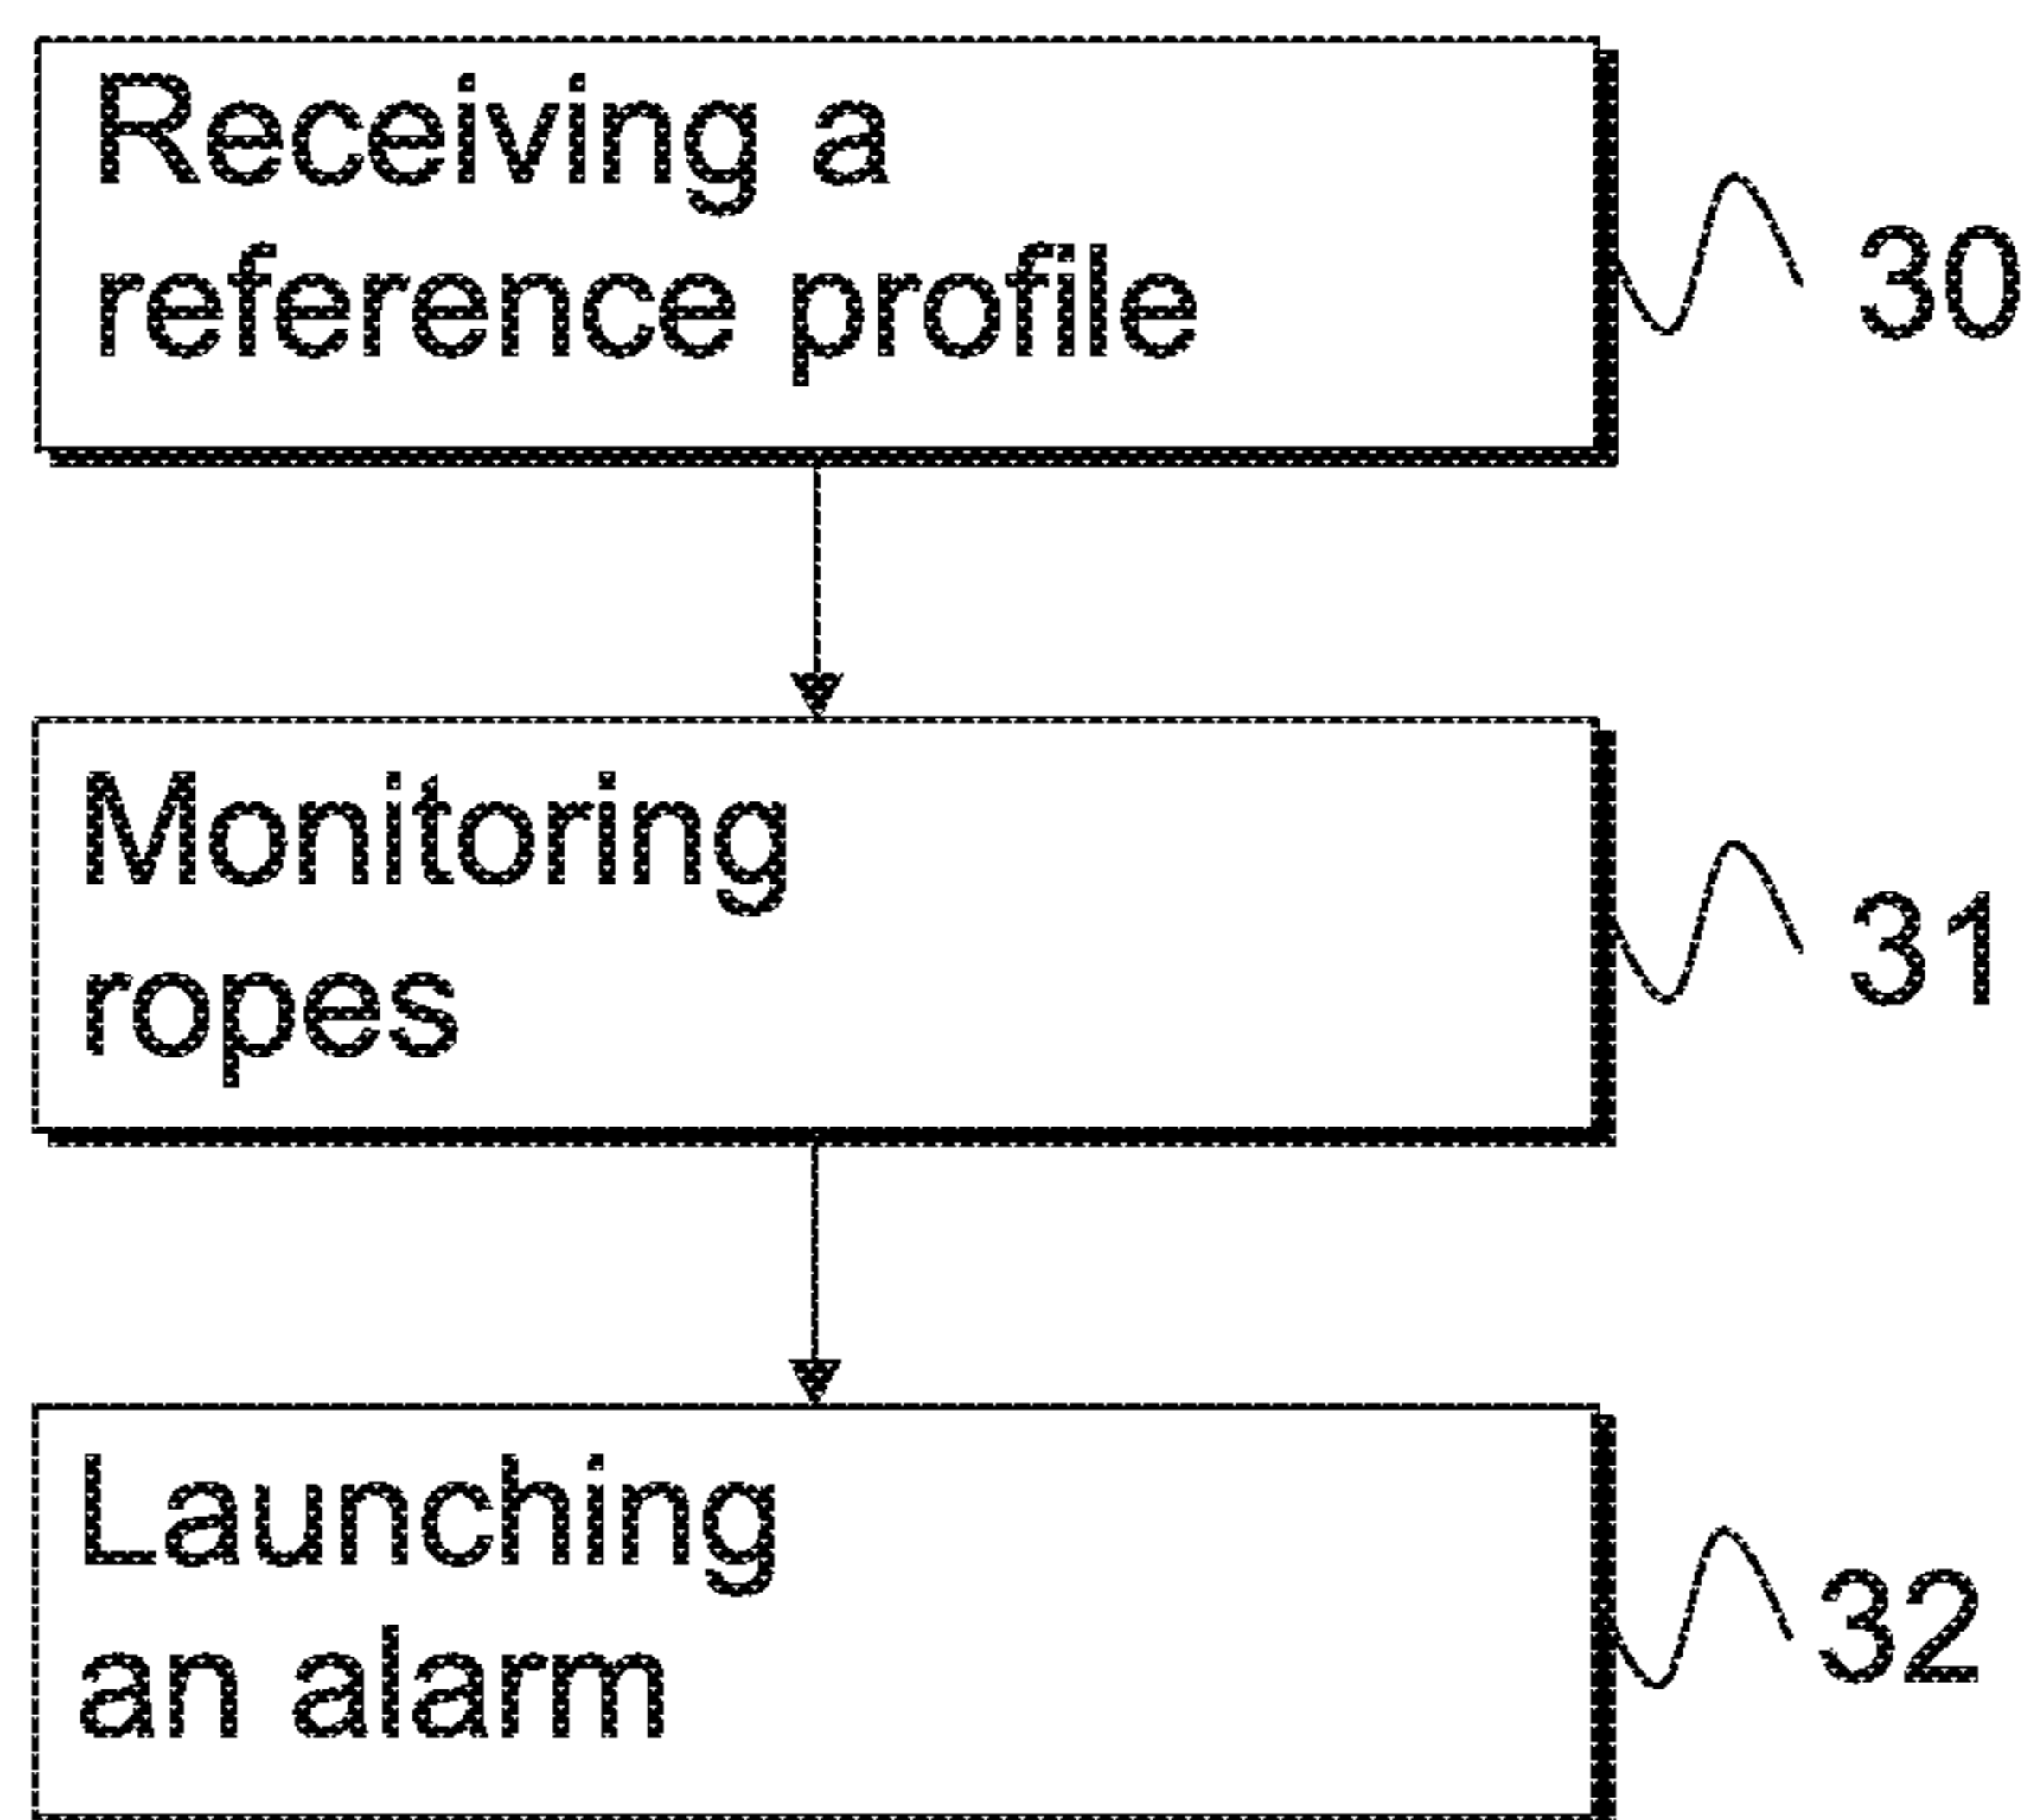 Receiving a
reference profile
30
Monitoring
ropes
31
Launching
an alarm
32